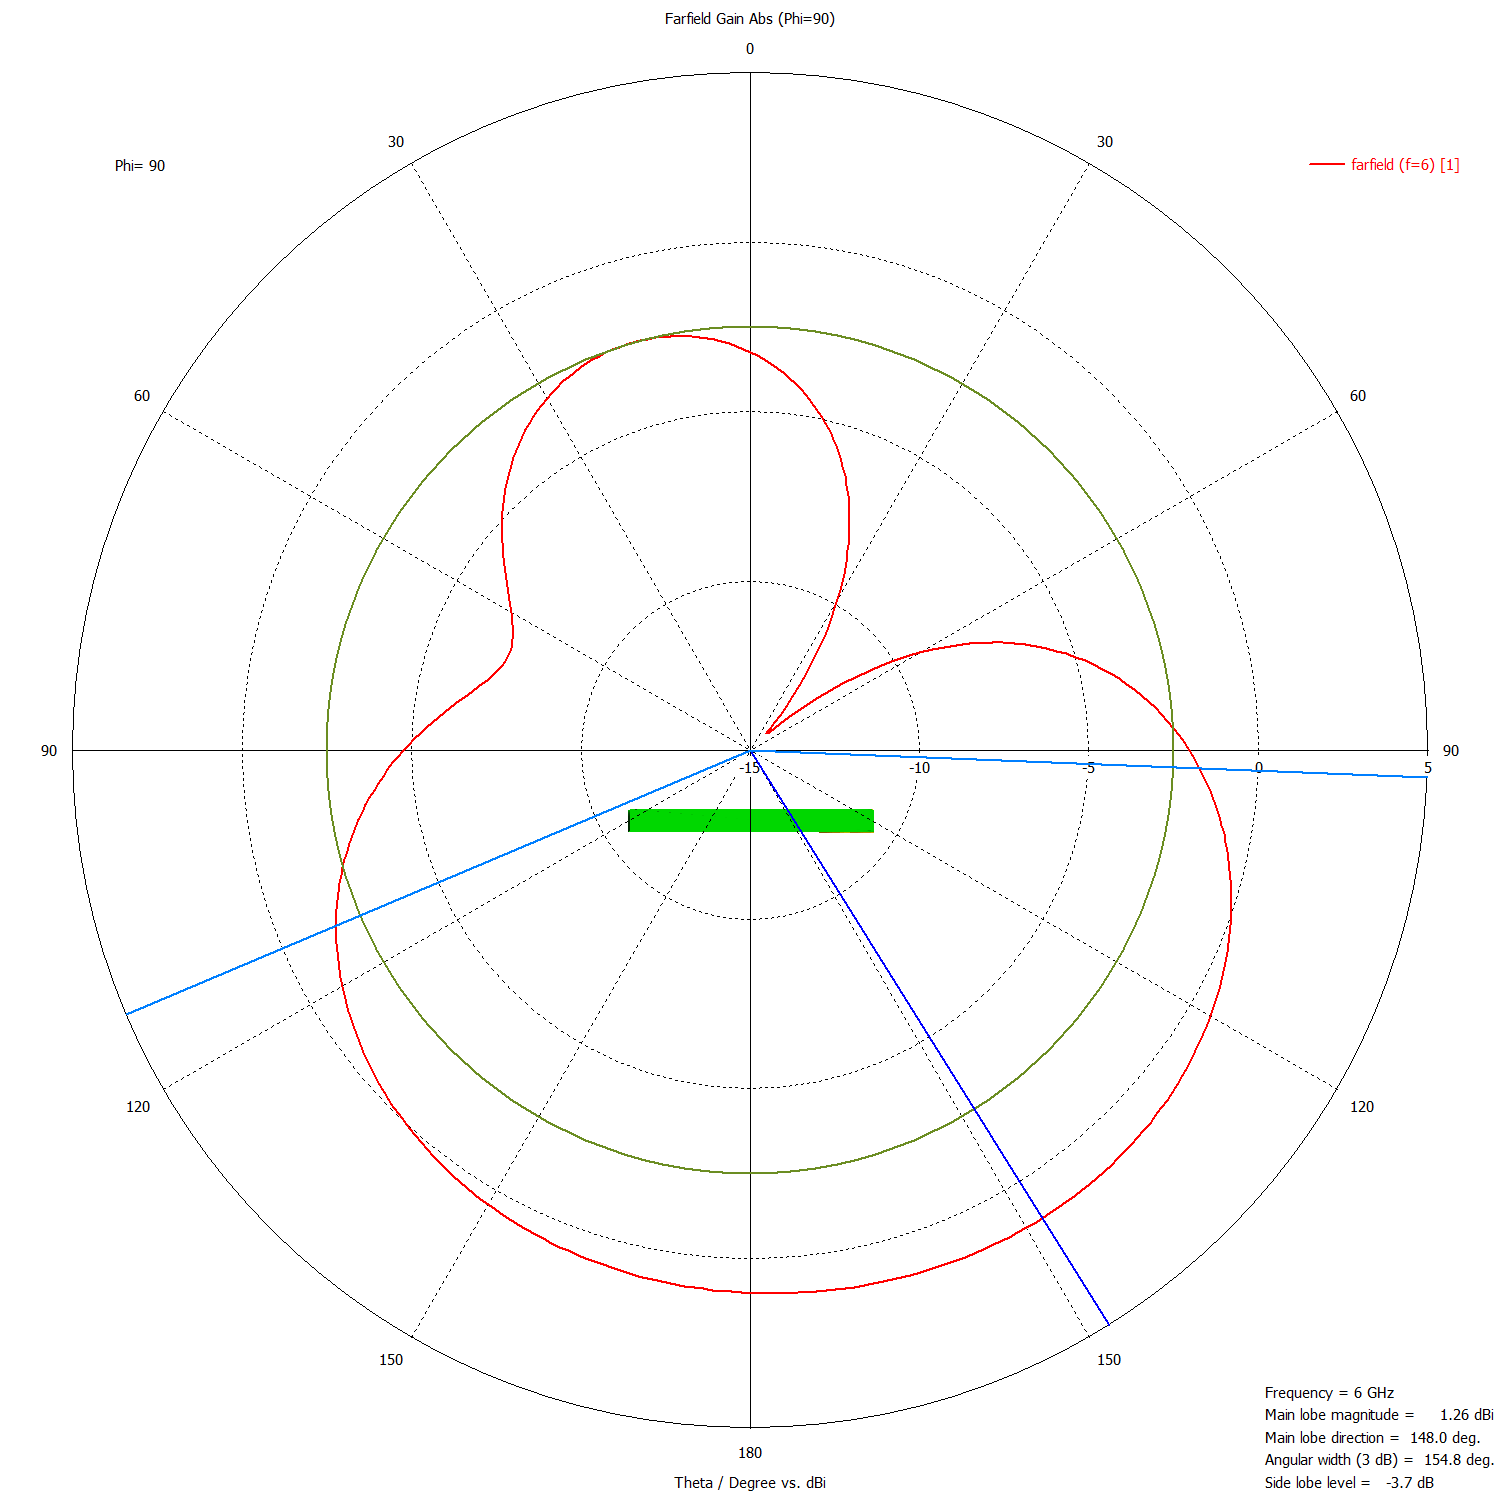 Farfield Gain Abs (Phi=90)
0
30
30
Phi= 90
farfield (f=6) [1]
60
60
90
90
-15
-10
-5
0
5
120
120
150
150
180
Theta / Degree vs. dBi
Frequency = 6 GHz
Main lobe magnitude = 1.26 dBi
Main lobe direction = 148.0 deg.
Angular width (3 dB) = 154.8 deg.
Side lobe level = -3.7 dB